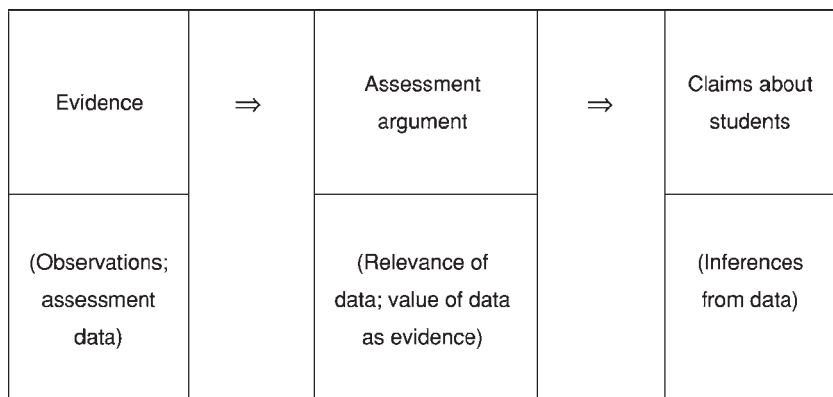 Evidence
⇒
Assessment
argument
⇒
Claims about
students
(Observations;
assessment
data)
(Relevance of
data; value of data
as evidence)
(Inferences
from data)